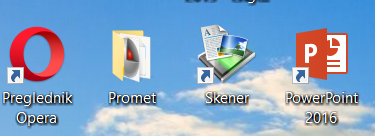 Preglednik
Opera
Promet
Skener
PowerPoint
2016